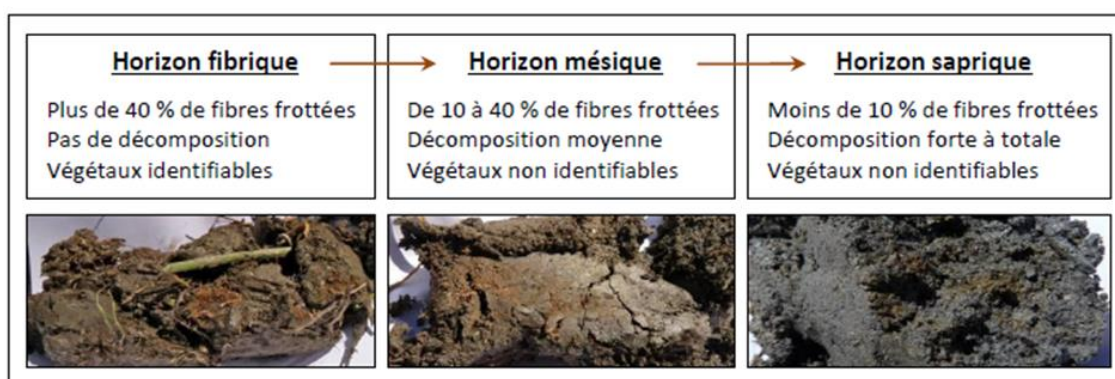 Horizon fibrique
Plus de 40 % de fibres frottées
Pas de décomposition
Végétaux identifiables
Horizon mésique
De 10 à 40 % de fibres frottées
Décomposition moyenne
Végétaux non identifiables
Horizon saprique
Moins de 10 % de fibres frottées
Décomposition forte à totale
Végétaux non identifiables